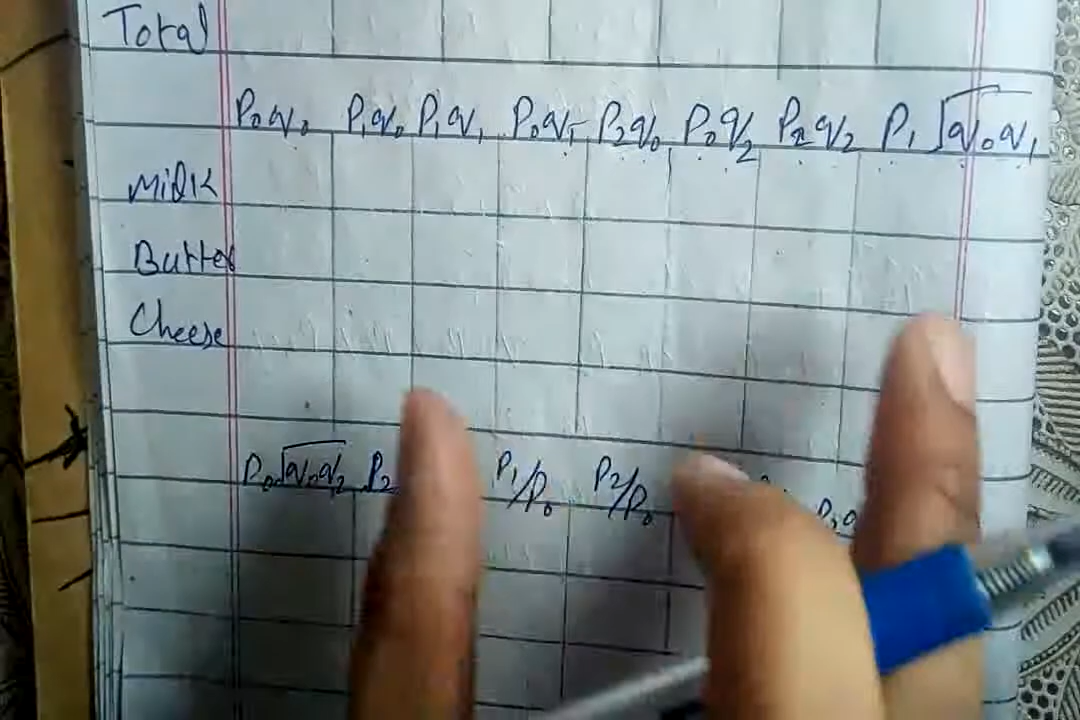 Total
P₀q₀ P₁q₀ P₁q₁ P₀q₁ P₂q₀ P₀q₂ P₂q₂ P₁√q₀q₁
Milk
Butter
Cheese
P₀√q₀q₂ P₂ P₁/P₀ P₂/P₀